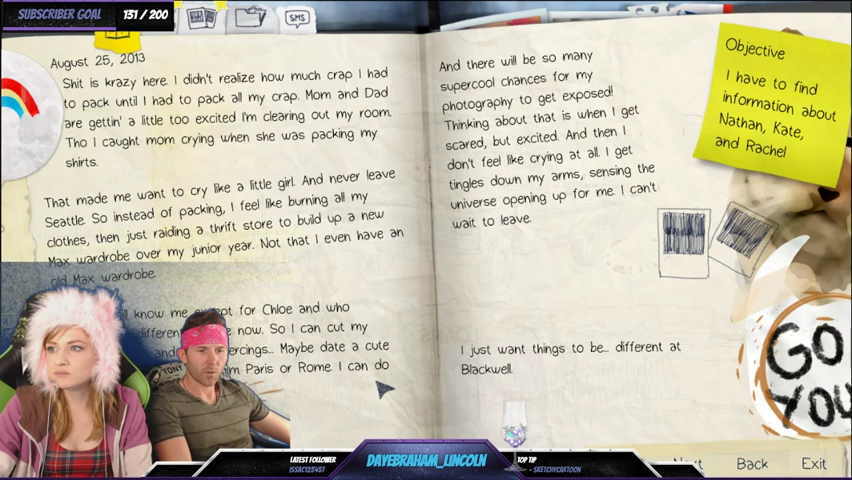 SUBSCRIBER GOAL 131 / 200
SMS
August 25, 2013
Shit is krazy here. I didn't realize how much crap I had
to pack until I had to pack all my crap. Mom and Dad
are gettin' a little too excited I'm clearing out my room.
Tho I caught mom crying when she was packing my
shirts.
That made me want to cry like a little girl. And never leave
Seattle. So instead of packing, I feel like burning all my
clothes, then just raiding a thrift store to build up a new
Max wardrobe over my junior year. Not that I even have an
old Max wardrobe.
know me except for Chloe and who
now. So I can cut my
Maybe date a cute
Paris or Rome. I can do
And there will be so many
supercool chances for my
photography to get exposed!
Thinking about that is when I get
scared, but excited. And then I
don't feel like crying at all. I get
tingles down my arms, sensing the
universe opening up for me. I can't
wait to leave.
I just want things to be... different at
Blackwell.
Objective
I have to find
information about
Nathan, Kate,
and Rachel
GO
YOU
LATEST FOLLOWER
ISSAC123457
DAYEBRAHAM_LINCOLN
TOP TIP
- SKETCHYCARTOON
Back
Exit